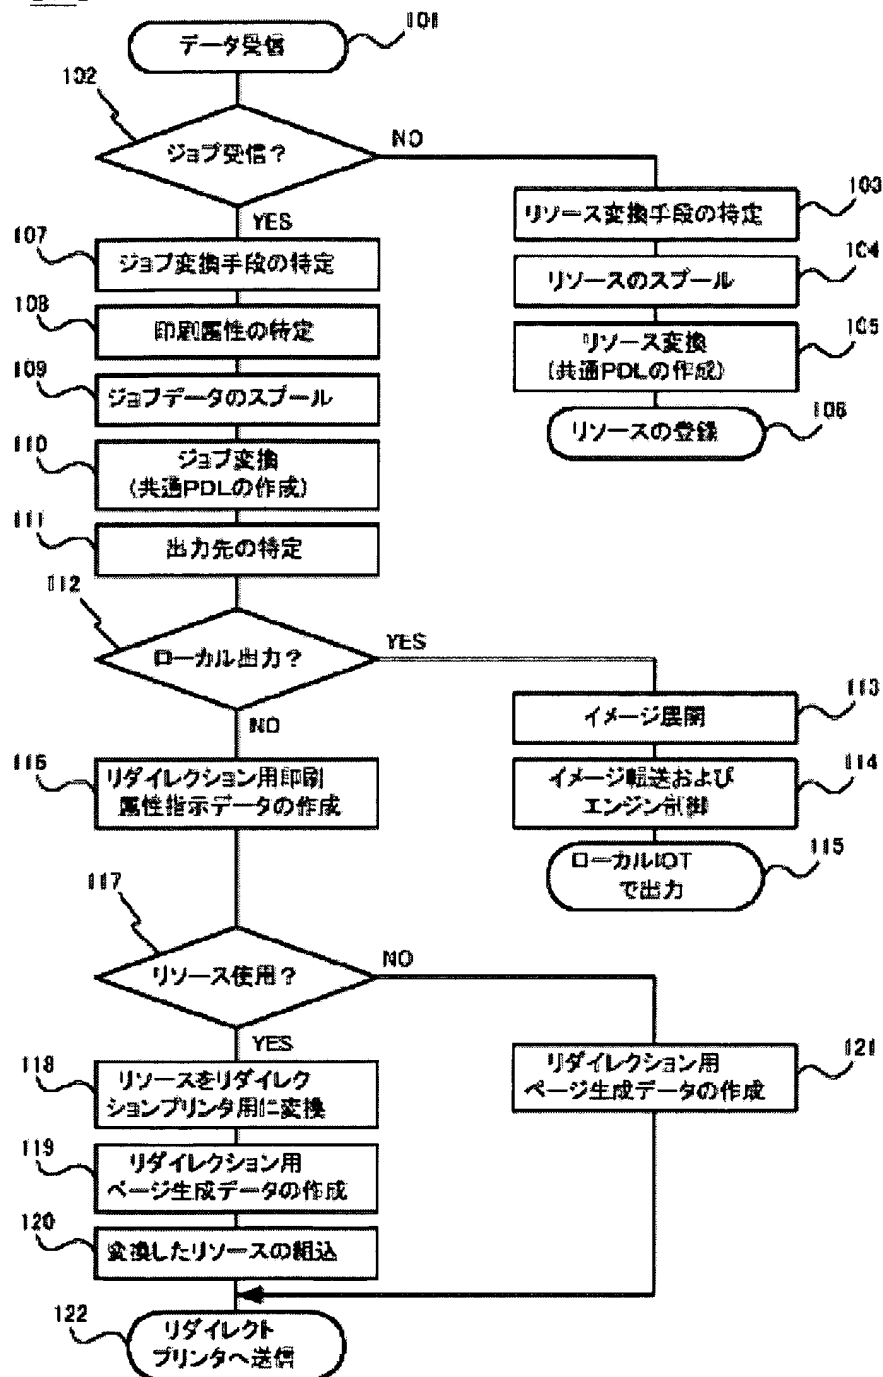 データ受信
101
102
ジョブ受信?
NO
YES
リソース変換手段の特定
103
107
ジョブ変換手段の特定
リソースのスプール
104
108
印刷属性の特定
リソース変換
(共通PDLの作成)
105
109
ジョブデータのスプール
リソースの登録
106
110
ジョブ変換
(共通PDLの作成)
111
出力先の特定
112
ローカル出力?
YES
NO
イメージ展開
113
116
リダイレクション用印刷
属性指示データの作成
イメージ転送および
エンジン制御
114
ローカルIOT
で出力
115
117
リソース使用?
NO
YES
118
リソースをリダイレク
ションプリンタ用に変換
リダイレクション用
ページ生成データの作成
121
119
リダイレクション用
ページ生成データの作成
120
変換したリソースの組込
122
リダイレクト
プリンタへ送信